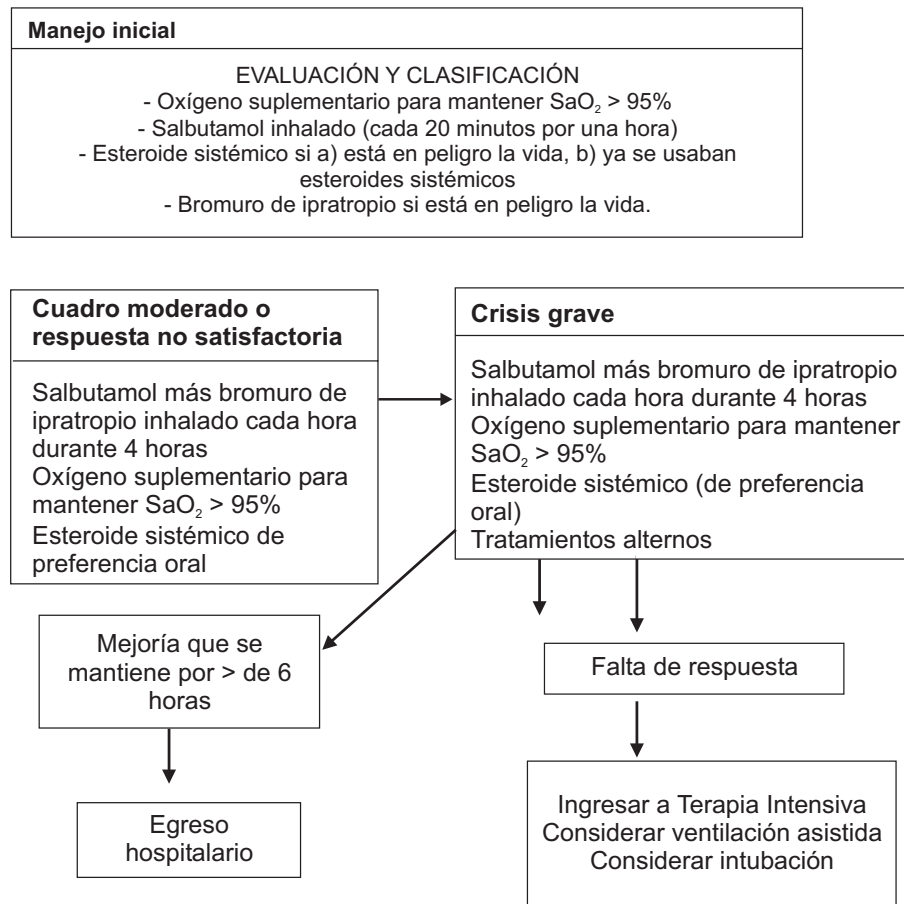 Manejo inicial
EVALUACIÓN Y CLASIFICACIÓN
- Oxígeno suplementario para mantener SaO₂ > 95%
- Salbutamol inhalado (cada 20 minutos por una hora)
- Esteroide sistémico si a) está en peligro la vida, b) ya se usaban
esteroides sistémicos
- Bromuro de ipratropio si está en peligro la vida.
Cuadro moderado o
respuesta no satisfactoria
Salbutamol más bromuro de
ipratropio inhalado cada hora
durante 4 horas
Oxígeno suplementario para
mantener SaO₂ > 95%
Esteroide sistémico de
preferencia oral
Crisis grave
Salbutamol más bromuro de ipratropio
inhalado cada hora durante 4 horas
Oxígeno suplementario para mantener
SaO₂ > 95%
Esteroide sistémico (de preferencia
oral)
Tratamientos alternos
Mejoría que se
mantiene por > de 6
horas
Falta de respuesta
Egreso
hospitalario
Ingresar a Terapia Intensiva
Considerar ventilación asistida
Considerar intubación